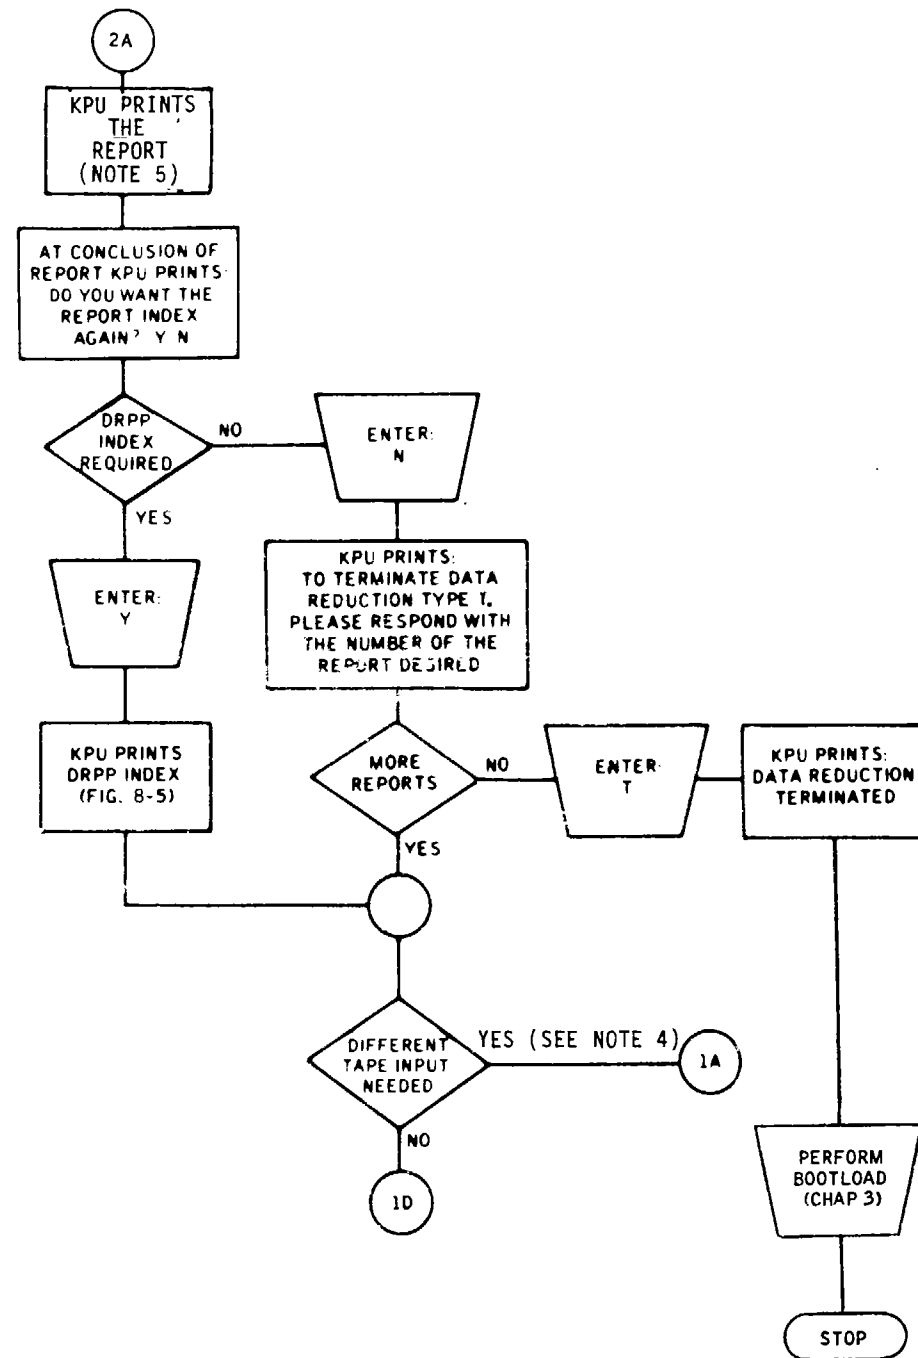 2A
KPU PRINTS
THE
REPORT
(NOTE 5)
AT CONCLUSION OF
REPORT KPU PRINTS:
DO YOU WANT THE
REPORT INDEX
AGAIN? Y N
DRPP
INDEX
REQUIRED
NO
ENTER:
N
YES
ENTER:
Y
KPU PRINTS:
TO TERMINATE DATA
REDUCTION TYPE T.
PLEASE RESPOND WITH
THE NUMBER OF THE
REPORT DESIRED
KPU PRINTS
DRPP INDEX
(FIG. 8-5)
MORE
REPORTS
NO
ENTER:
T
KPU PRINTS:
DATA REDUCTION
TERMINATED
YES
DIFFERENT
TAPE INPUT
NEEDED
YES (SEE NOTE 4)
1A
NO
1D
PERFORM
BOOTLOAD
(CHAP 3)
STOP